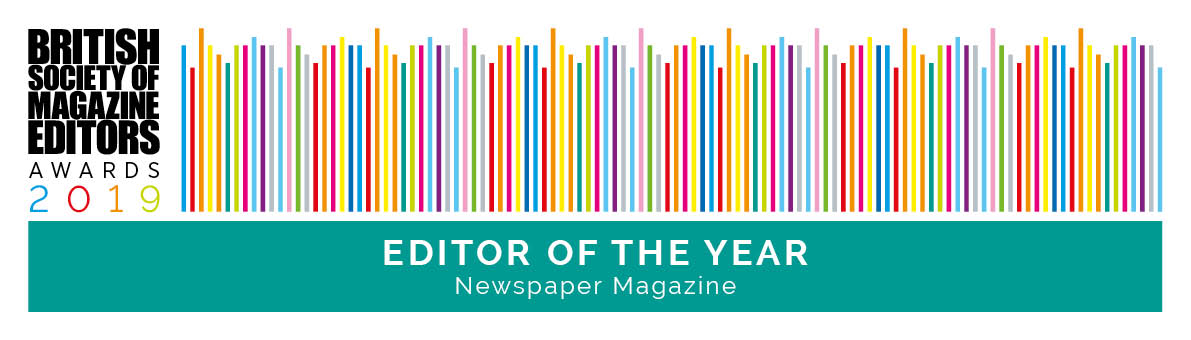 BRITISH
SOCIETY OF
MAGAZINE
EDITORS
AWARDS
2019
EDITOR OF THE YEAR
Newspaper Magazine